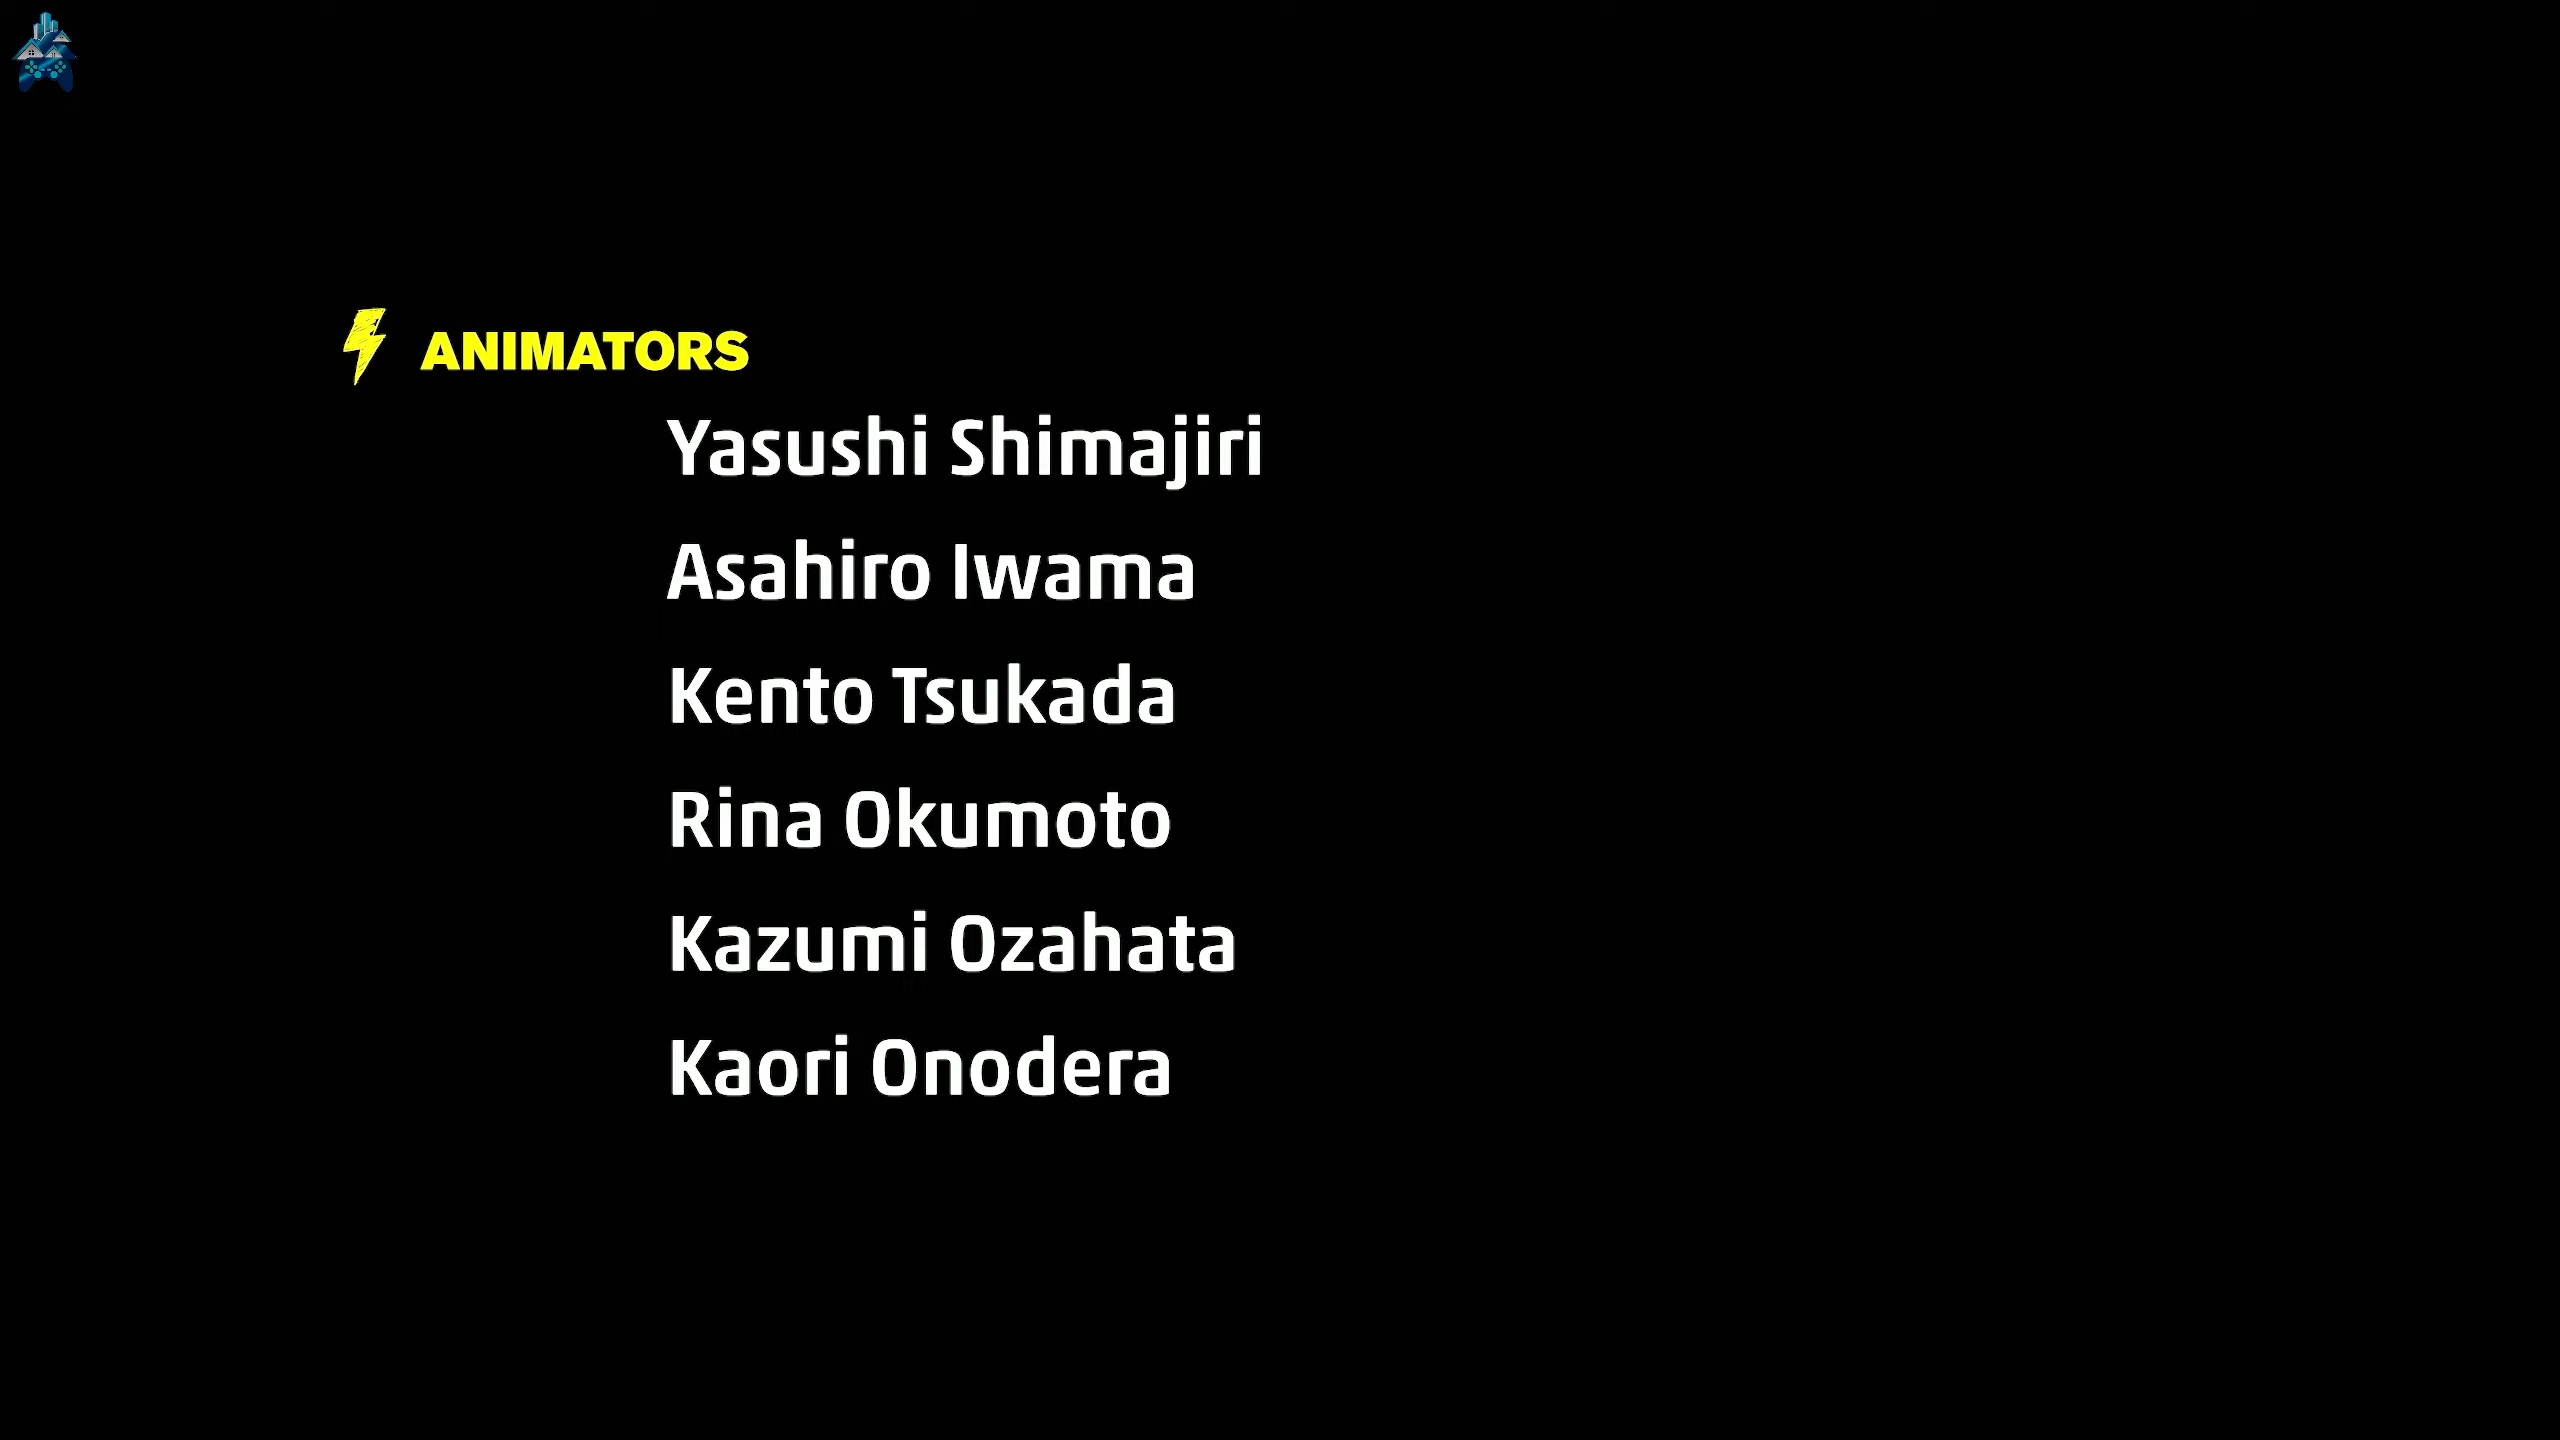 ANIMATORS
Yasushi Shimajiri
Asahiro Iwama
Kento Tsukada
Rina Okumoto
Kazumi Ozahata
Kaori Onodera